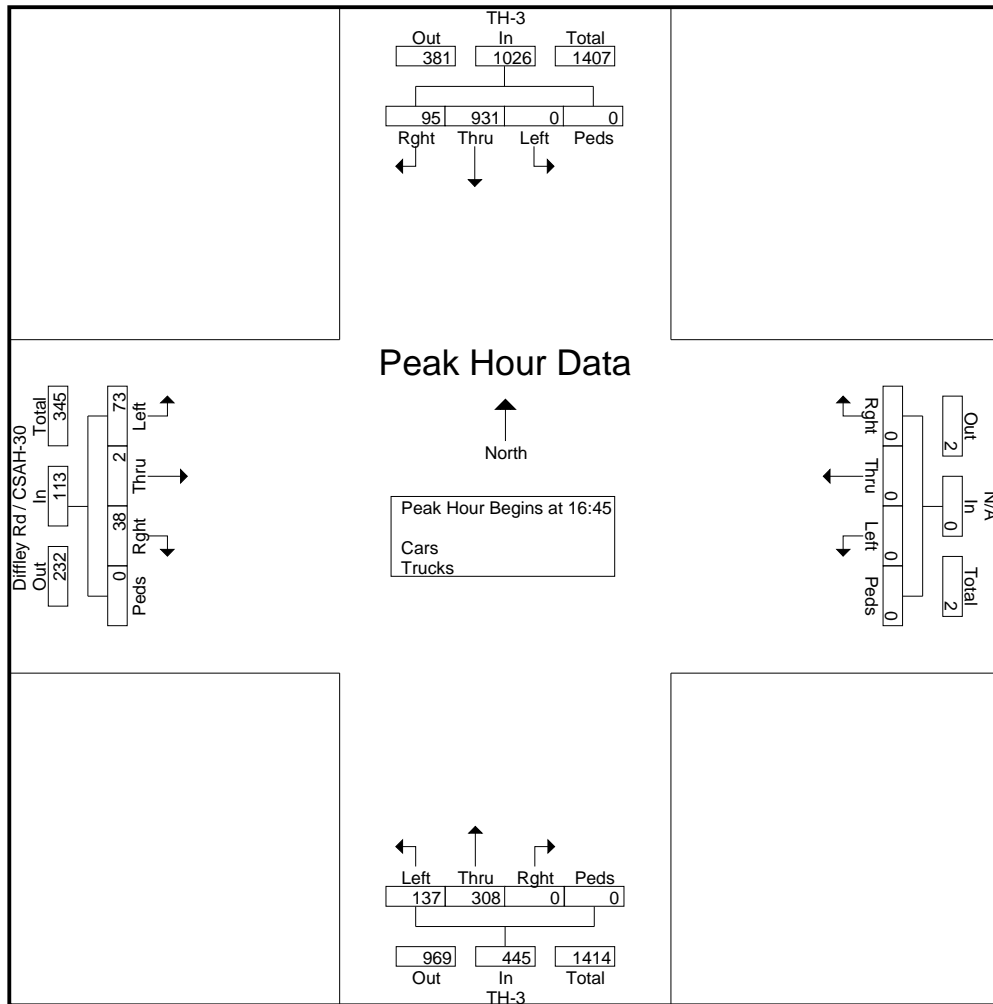 TH-3
Out In Total
381 1026 1407
95 931 0 0
Rght Thru Left Peds
Peak Hour Data
North
Peak Hour Begins at 16:45
Cars
Trucks
Diffley Rd / CSAH-30
Out In Total
232 113 345
0 38 2 73
Peds Rght Thru Left
N/A
Out In Total
2 0 2
0 0 0 0
Rght Thru Left Peds
Left Thru Rght Peds
137 308 0 0
969 445 1414
Out In Total
TH-3